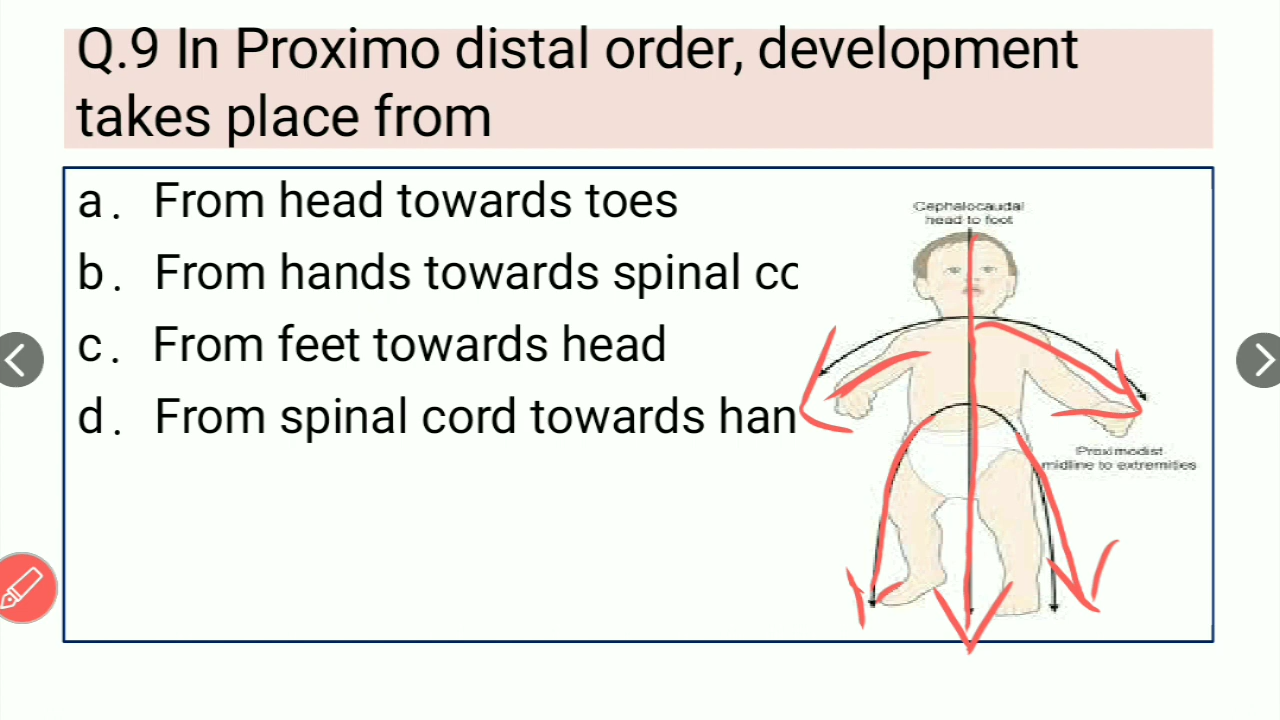 Q.9 In Proximo distal order, development
takes place from
a. From head towards toes
b. From hands towards spinal
c. From feet towards head
d. From spinal cord towards han
Cephalocaudal
head to foot
Proximodist
midline to extremities